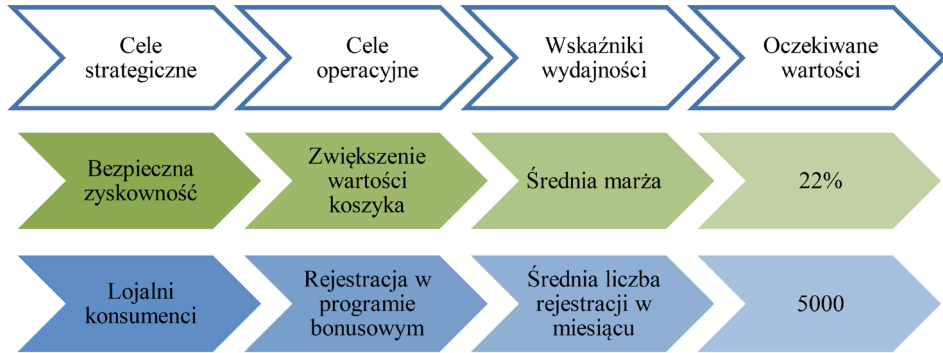 Cele
strategiczne
Cele
operacyjne
Wskaźniki
wydajności
Oczekiwane
wartości
Bezpieczna
zyskowność
Zwiększenie
wartości
koszyka
Średnia marża
22%
Lojalni
konsumenci
Rejestracja w
programie
bonusowym
Średnia liczba
rejestracji w
miesiącu
5000